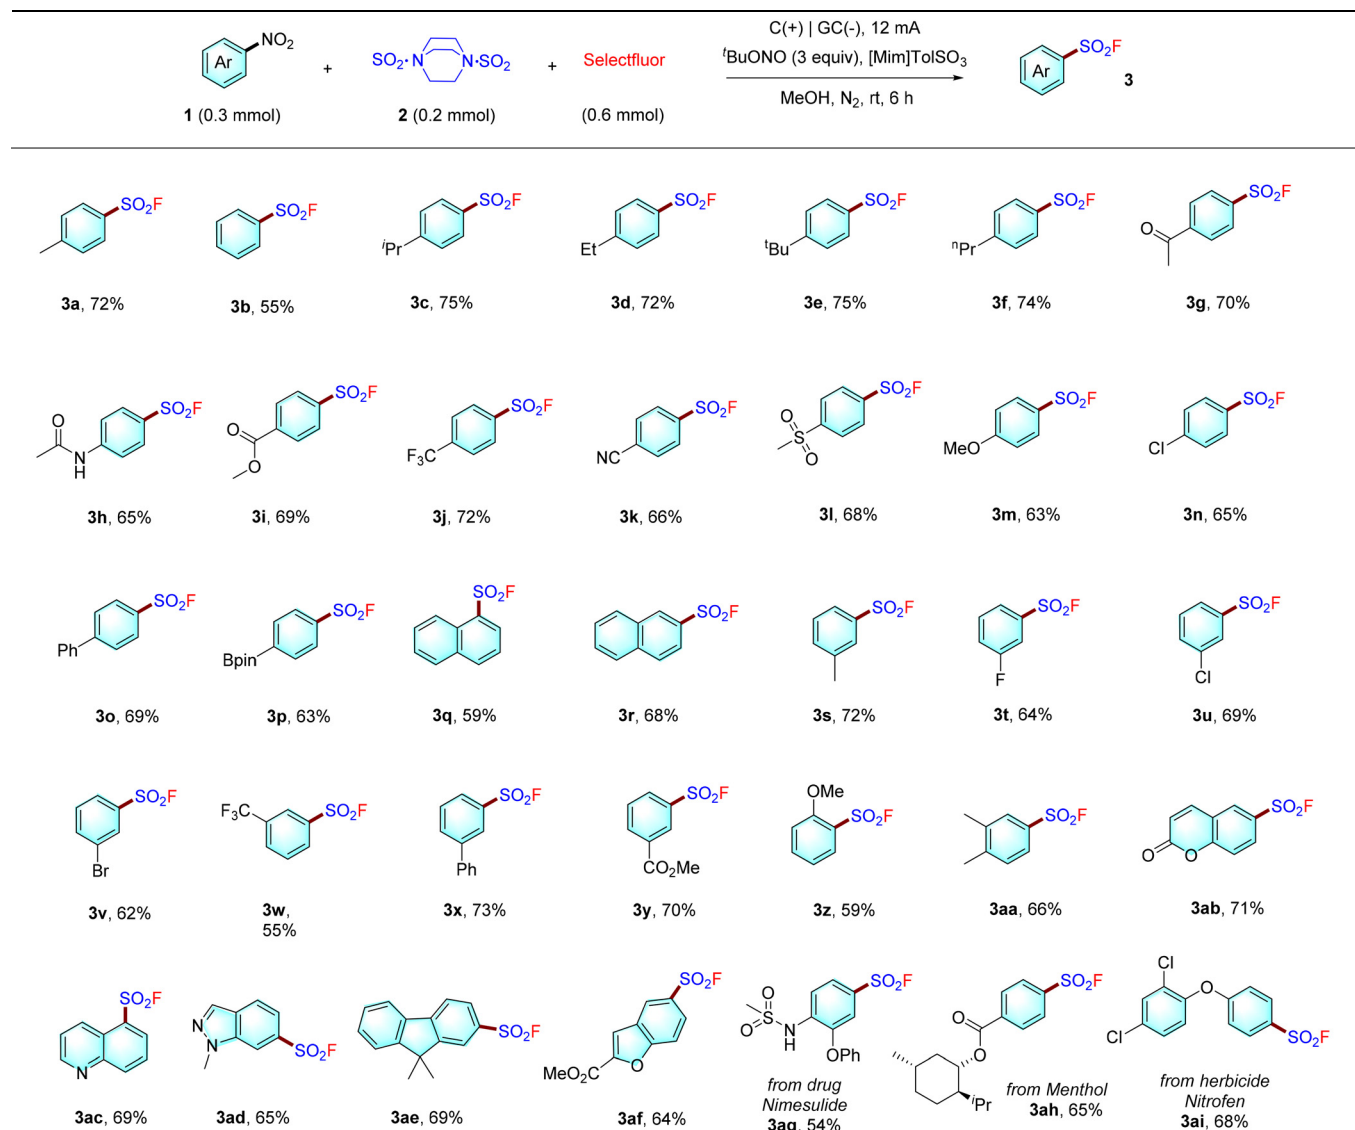 NO2
Ar
1 (0.3 mmol)
+
SO2·N N·SO2
2 (0.2 mmol)
+
Selectfluor
(0.6 mmol)
C(+) | GC(-), 12 mA
tBuONO (3 equiv), [Mim]TolSO3
MeOH, N2, rt, 6 h
SO2F
Ar
3
SO2F
3a, 72%
SO2F
3b, 55%
SO2F
iPr
3c, 75%
SO2F
Et
3d, 72%
SO2F
tBu
3e, 75%
SO2F
nPr
3f, 74%
SO2F
O
3g, 70%
SO2F
O
N
H
3h, 65%
SO2F
O
O
3i, 69%
SO2F
F3C
3j, 72%
SO2F
NC
3k, 66%
SO2F
O
S
O
3l, 68%
SO2F
MeO
3m, 63%
SO2F
Cl
3n, 65%
SO2F
Ph
3o, 69%
SO2F
Bpin
3p, 63%
SO2F
3q, 59%
SO2F
3r, 68%
SO2F
3s, 72%
SO2F
F
3t, 64%
SO2F
Cl
3u, 69%
SO2F
Br
3v, 62%
F3C
SO2F
3w,
55%
SO2F
Ph
3x, 73%
SO2F
CO2Me
3y, 70%
OMe
SO2F
3z, 59%
SO2F
3aa, 66%
SO2F
O
O
3ab, 71%
SO2F
N
3ac, 69%
N
N
SO2F
3ad, 65%
SO2F
3ae, 69%
SO2F
MeO2C
O
3af, 64%
SO2F
O
S
O
N
H
OPh
from drug
Nimesulide
3ag, 54%
SO2F
O
O
iPr
from Menthol
3ah, 65%
Cl
O
Cl
SO2F
from herbicide
Nitrofen
3ai, 68%